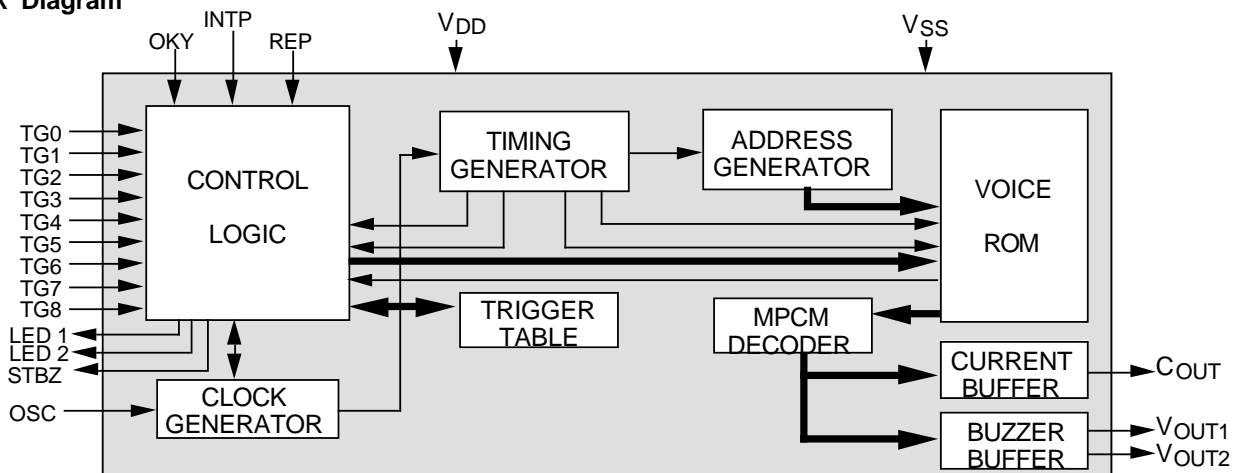 Diagram
INTP
OKY
REP
VDD
VSS
TG0
TG1
TG2
TG3
TG4
TG5
TG6
TG7
TG8
LED 1
LED 2
STBZ
OSC
CONTROL
LOGIC
TIMING
GENERATOR
ADDRESS
GENERATOR
VOICE
ROM
TRIGGER
TABLE
MPCM
DECODER
CLOCK
GENERATOR
CURRENT
BUFFER
BUZZER
BUFFER
COUT
VOUT1
VOUT2